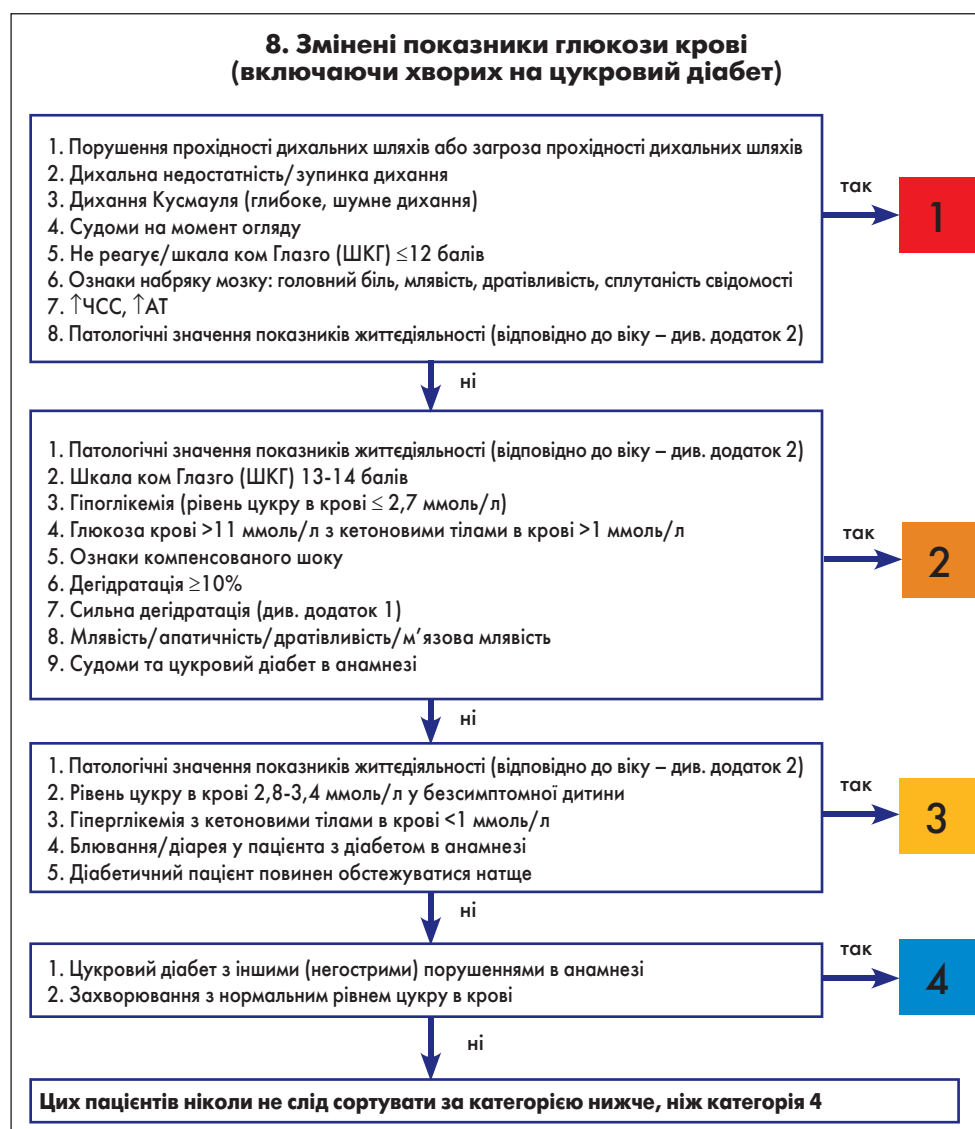 8. Змінені показники глюкози крові
(включаючи хворих на цукровий діабет)
1. Порушення прохідності дихальних шляхів або загроза прохідності дихальних шляхів
2. Дихальна недостатність/зупинка дихання
3. Дихання Кусмауля (глибоке, шумне дихання)
4. Судоми на момент огляду
5. Не реагує/шкала ком Глазго (ШКГ) ≤12 балів
6. Ознаки набряку мозку: головний біль, млявість, дратівливість, сплутаність свідомості
7. ↑ЧСС, ↑АТ
8. Патологічні значення показників життєдіяльності (відповідно до віку – див. додаток 2)
так
1
ні
1. Патологічні значення показників життєдіяльності (відповідно до віку – див. додаток 2)
2. Шкала ком Глазго (ШКГ) 13-14 балів
3. Гіпоглікемія (рівень цукру в крові ≤ 2,7 ммоль/л)
4. Глюкоза крові >11 ммоль/л з кетоновими тілами в крові >1 ммоль/л
5. Ознаки компенсованого шоку
6. Дегідратація ≥10%
7. Сильна дегідратація (див. додаток 1)
8. Млявість/апатичність/дратівливість/м’язова млявість
9. Судоми та цукровий діабет в анамнезі
так
2
ні
1. Патологічні значення показників життєдіяльності (відповідно до віку – див. додаток 2)
2. Рівень цукру в крові 2,8-3,4 ммоль/л у безсимптомної дитини
3. Гіперглікемія з кетоновими тілами в крові <1 ммоль/л
4. Блювання/діарея у пацієнта з діабетом в анамнезі
5. Діабетичний пацієнт повинен обстежуватися натще
так
3
ні
1. Цукровий діабет з іншими (негострими) порушеннями в анамнезі
2. Захворювання з нормальним рівнем цукру в крові
так
4
ні
Цих пацієнтів ніколи не слід сортувати за категорією нижче, ніж категорія 4